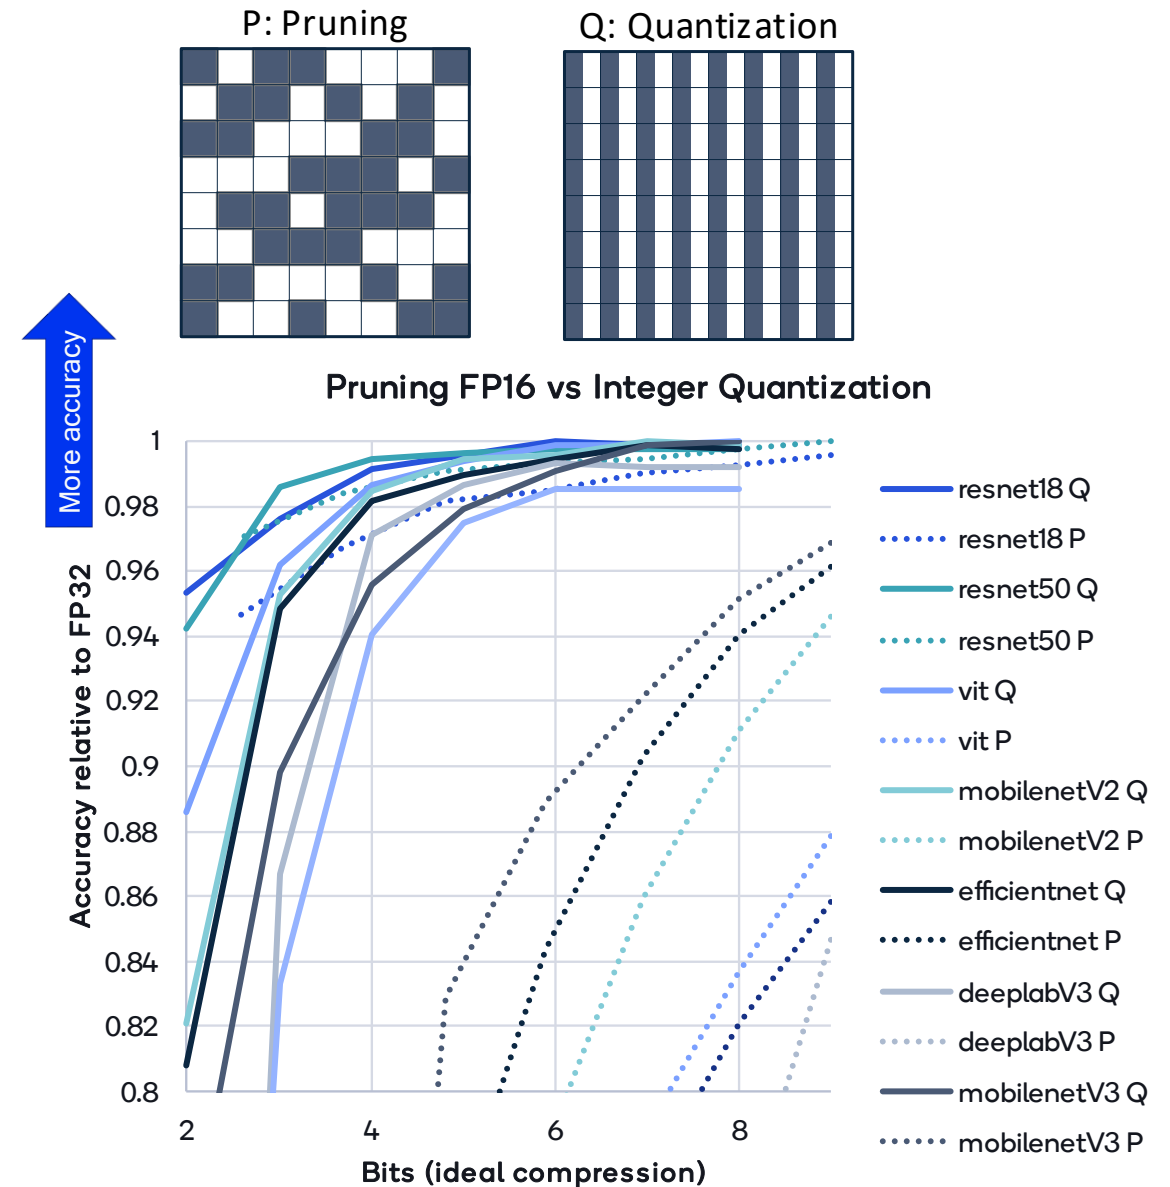 P: Pruning
Q: Quantization
More accuracy
Pruning FP16 vs Integer Quantization
Accuracy relative to FP32
1
0.98
0.96
0.94
0.92
0.9
0.88
0.86
0.84
0.82
0.8
2
4
6
8
Bits (ideal compression)
resnet18 Q
resnet18 P
resnet50 Q
resnet50 P
vit Q
vit P
mobilenetV2 Q
mobilenetV2 P
efficientnet Q
efficientnet P
deeplabV3 Q
deeplabV3 P
mobilenetV3 Q
mobilenetV3 P